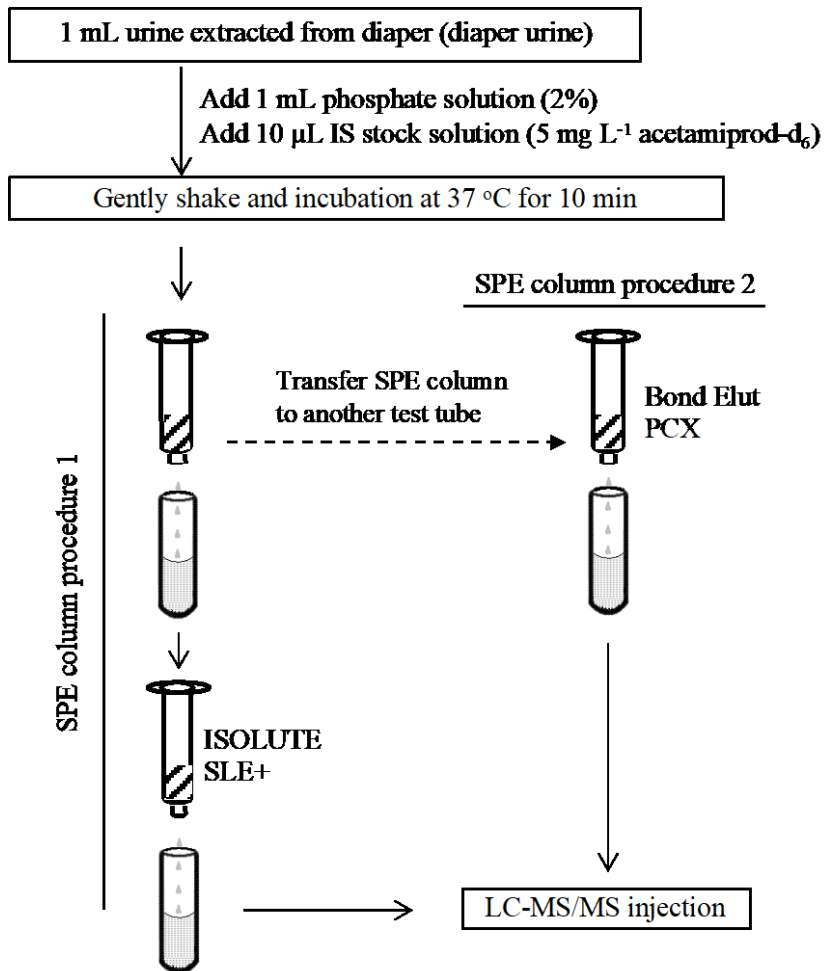 1 mL urine extracted from diaper (diaper urine)
Add 1 mL phosphate solution (2%)
Add 10 µL IS stock solution (5 mg L⁻¹ acetamiprod-d₆)
Gently shake and incubation at 37 °C for 10 min
SPE column procedure 2
Transfer SPE column
to another test tube
Bond Elut
PCX
SPE column procedure 1
ISOLUTE
SLE+
LC-MS/MS injection